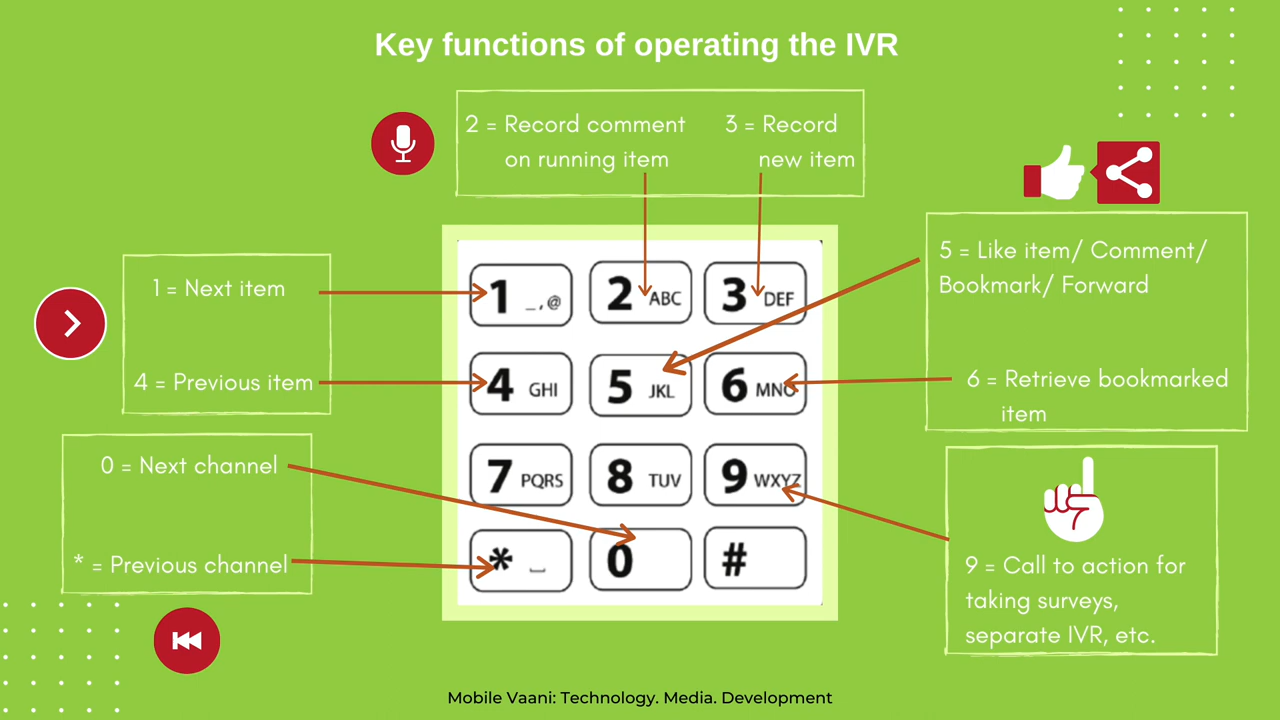 Key functions of operating the IVR
2 = Record comment
on running item
3 = Record
new item
1 = Next item
4 = Previous item
0 = Next channel
* = Previous channel
5 = Like item/ Comment/
Bookmark/ Forward
6 = Retrieve bookmarked
item
9 = Call to action for
taking surveys,
separate IVR, etc.
1 _,@ 2 ABC 3 DEF
4 GHI 5 JKL 6 MNO
7 PQRS 8 TUV 9 WXYZ
* ⎵ 0 #
Mobile Vaani: Technology. Media. Development